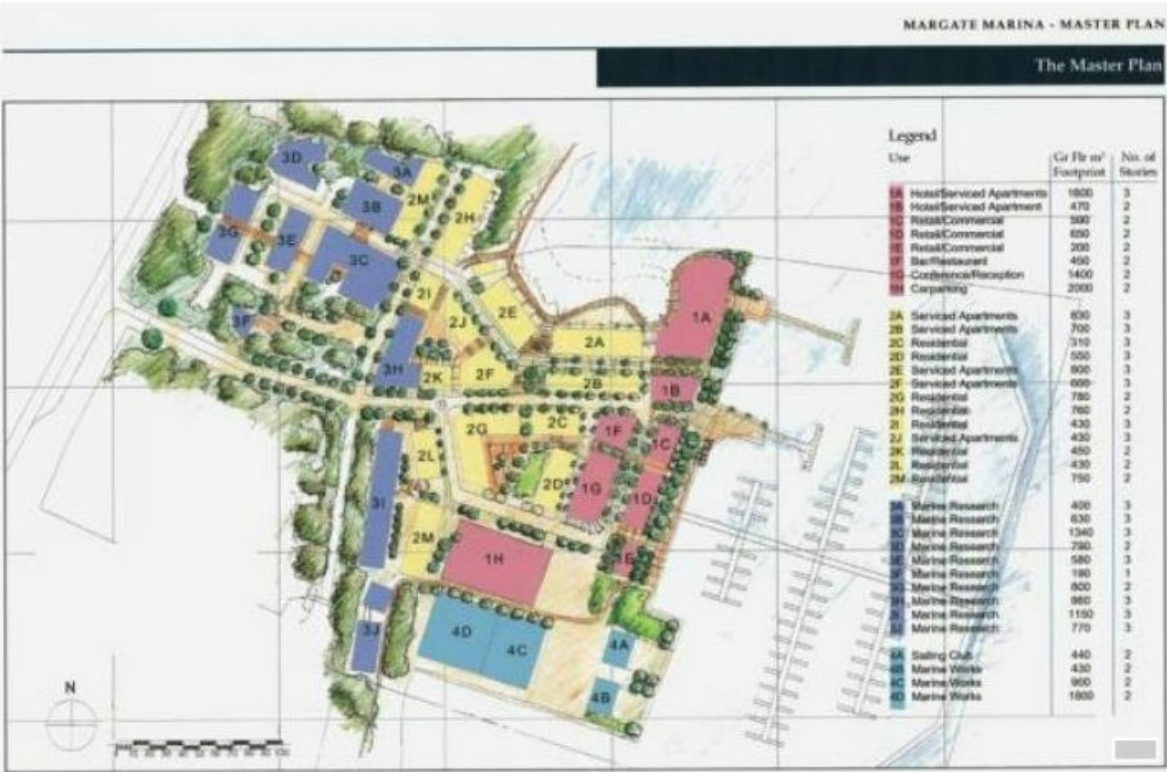 MARGATE MARINA - MASTER PLAN
The Master Plan
Legend
Use Gr Flr m² Footprint No. of Stories
1A Hotel/Serviced Apartments 1600 3
1B Hotel/Serviced Apartment 470 2
1C Retail/Commercial 590 2
1D Retail/Commercial 650 2
1E Retail/Commercial 200 2
1F Bar/Restaurant 450 2
1G Conference/Reception 1400 2
1H Carparking 2000 2
2A Serviced Apartments 3
2B Serviced Apartments 700 3
2C Residential 310 3
2D Residential 550 3
2E Serviced Apartments 3
2F Serviced Apartments 3
2G Residential 780 2
2H Residential 760 2
2I Residential 430 3
2J Serviced Apartments 430 3
2K Residential 450 2
2L Residential 430 2
2M Residential 750 2
3A Marine Research 400 3
3B Marine Research 630 3
3C Marine Research 1340 3
3D Marine Research 790 2
3E Marine Research 580 3
3F Marine Research 190 1
3G Marine Research 2
3H Marine Research 3
3I Marine Research 1150 3
3J Marine Research 770 3
4A Sailing Club 440 2
4B Marine Works 430 2
4C Marine Works 900 2
4D Marine Works 2
3D
3A
2M
3B
2H
3G
3E
3C
2I
2E
1A
3F
2J
2A
3H
2K
2F
2B
1B
2G
2C
1F
1C
2L
3I
2D
1G
1D
2M
1H
1E
3J
4D
4C
4A
4B
N